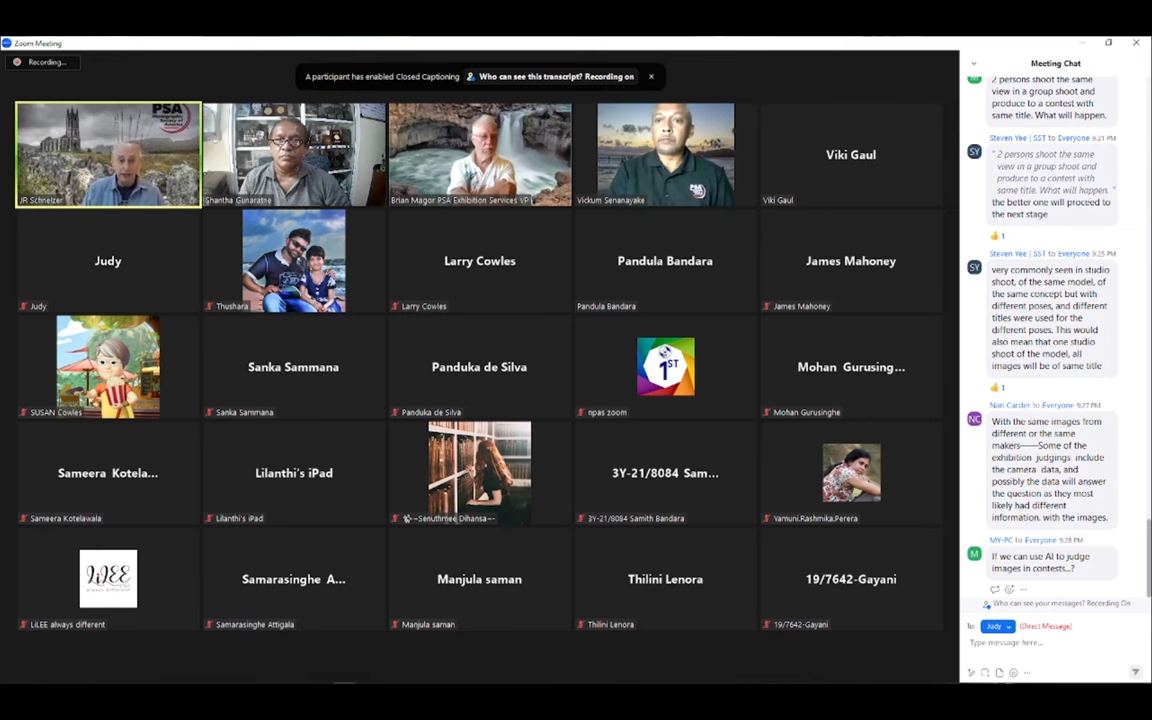 Zoom Meeting
Recording...
A participant has enabled Closed Captioning Who can see this transcript? Recording on
PSA
Photographic
Society of
America
JR Schnelzer
Shantha Gunaratne
Brian Magor PSA Exhibition Services VP
PSA
Vickum Senanayake
Viki Gaul
Viki Gaul
Judy
Judy
Thushara
Larry Cowles
Larry Cowles
Pandula Bandara
Pandula Bandara
James Mahoney
James Mahoney
SUSAN Cowles
Sanka Sammana
Sanka Sammana
Panduka de Silva
Panduka de Silva
1ST
npas zoom
Mohan Gurusing...
Mohan Gurusinghe
Sameera Kotela...
Sameera Kotelawala
Lilanthi's iPad
Lilanthi's iPad
~Senuthmee Dihansa~
3Y-21/8084 Sam...
3Y-21/8084 Samith Bandara
Yamuni.Rashmika.Perera
LiLEE
always different
LiLEE always different
Samarasinghe A...
Samarasinghe Attigala
Manjula saman
Manjula saman
Thilini Lenora
Thilini Lenora
19/7642-Gayani
19/7642-Gayani
Meeting Chat
M
2 persons shoot the same
view in a group shoot and
produce to a contest with
same title. What will happen.
Steven Yee | SST to Everyone 9:21 PM
SY
" 2 persons shoot the same
view in a group shoot and
produce to a contest with
same title. What will happen. "
the better one will proceed to
the next stage
1
Steven Yee | SST to Everyone 9:25 PM
SY
very commonly seen in studio
shoot, of the same model, of
the same concept but with
different poses, and different
titles were used for the
different poses. This would
also mean that one studio
shoot of the model, all
images will be of same title
1
Nan Carder to Everyone 9:27 PM
NC
With the same images from
different or the same
makers——Some of the
exhibition judgings include
the camera data, and
possibly the data will answer
the question as they most
likely had different
information. with the images.
MY-PC to Everyone 9:28 PM
M
If we can use AI to judge
images in contests...?
Who can see your messages? Recording On
To: Judy (Direct Message)
Type message here...